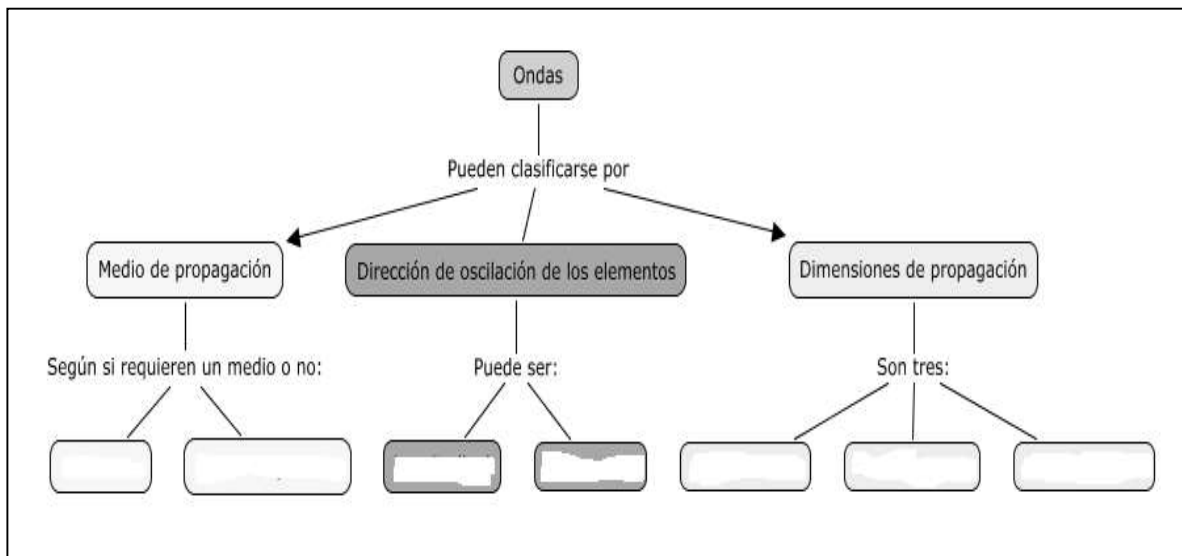 Ondas
Pueden clasificarse por
Medio de propagación
Dirección de oscilación de los elementos
Dimensiones de propagación
Según si requieren un medio o no:
Puede ser:
Son tres: